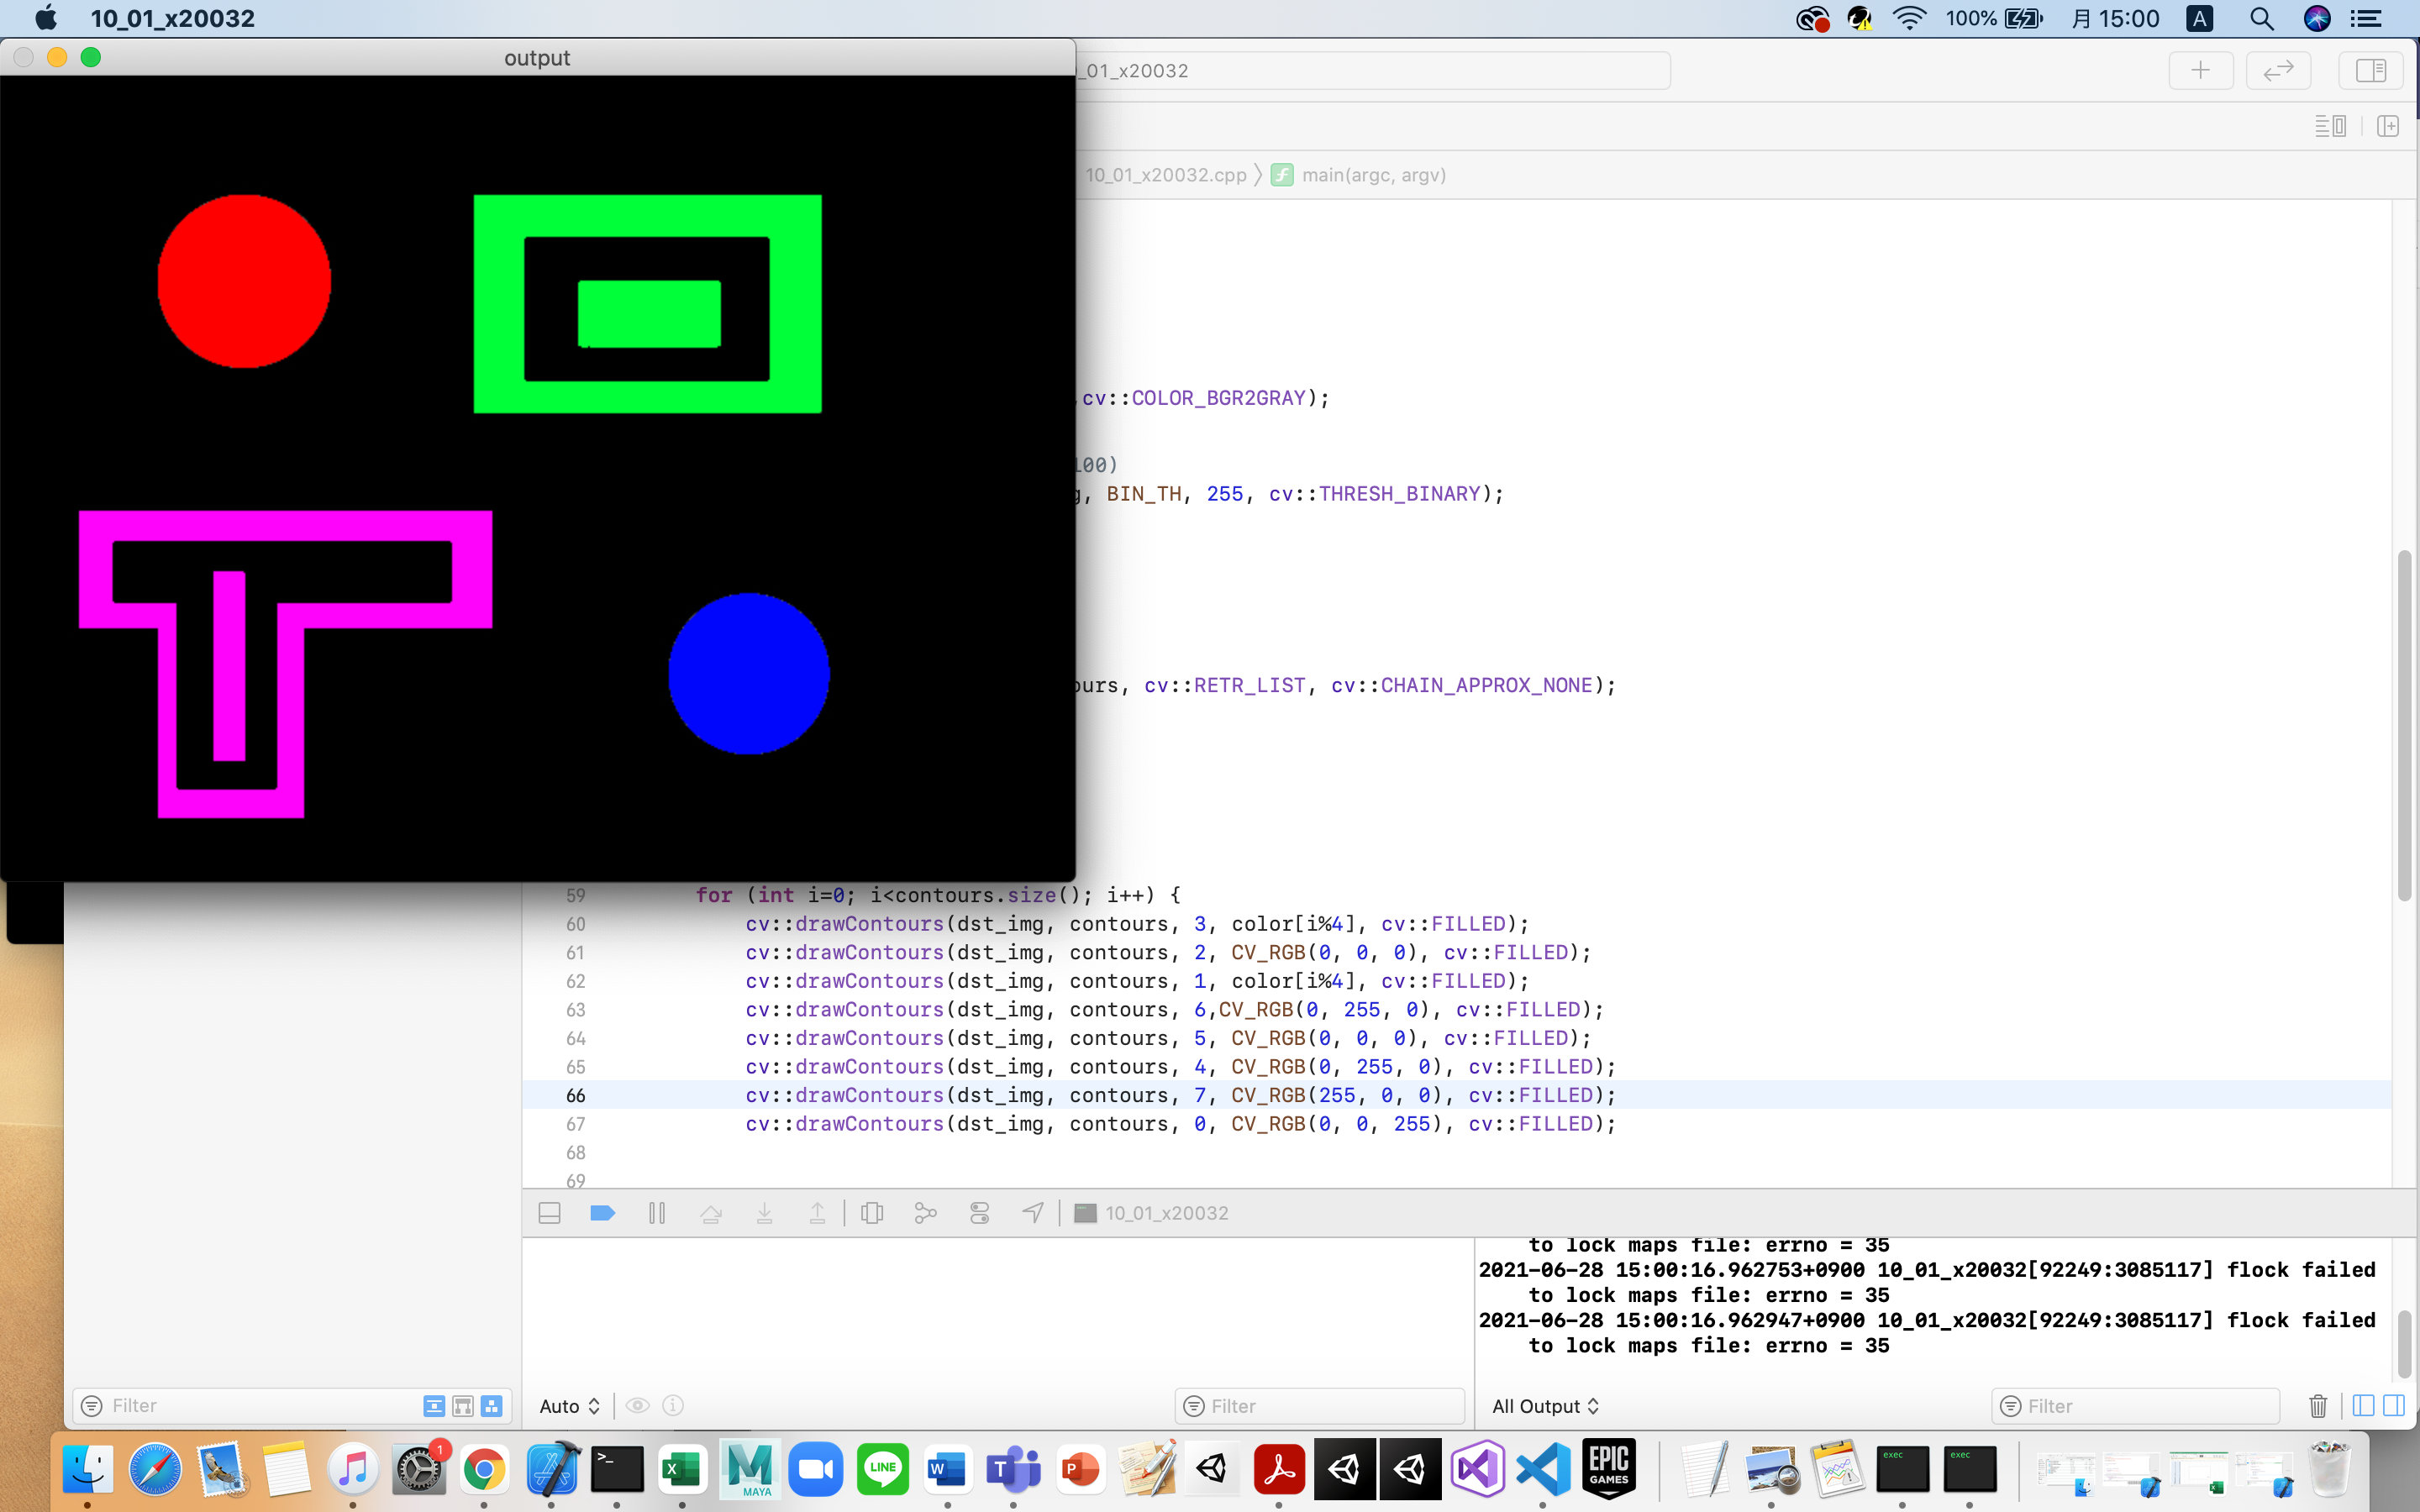 10_01_x20032
100%
月 15:00
A
output
_01_x20032
10_01_x20032.cpp
main(argc, argv)
cv::COLOR_BGR2GRAY);
100)
, BIN_TH, 255, cv::THRESH_BINARY);
ours, cv::RETR_LIST, cv::CHAIN_APPROX_NONE);
59 for (int i=0; i<contours.size(); i++) {
60 cv::drawContours(dst_img, contours, 3, color[i%4], cv::FILLED);
61 cv::drawContours(dst_img, contours, 2, CV_RGB(0, 0, 0), cv::FILLED);
62 cv::drawContours(dst_img, contours, 1, color[i%4], cv::FILLED);
63 cv::drawContours(dst_img, contours, 6,CV_RGB(0, 255, 0), cv::FILLED);
64 cv::drawContours(dst_img, contours, 5, CV_RGB(0, 0, 0), cv::FILLED);
65 cv::drawContours(dst_img, contours, 4, CV_RGB(0, 255, 0), cv::FILLED);
66 cv::drawContours(dst_img, contours, 7, CV_RGB(255, 0, 0), cv::FILLED);
67 cv::drawContours(dst_img, contours, 0, CV_RGB(0, 0, 255), cv::FILLED);
68
69
10_01_x20032
to lock maps file: errno = 35
2021-06-28 15:00:16.962753+0900 10_01_x20032[92249:3085117] flock failed
to lock maps file: errno = 35
2021-06-28 15:00:16.962947+0900 10_01_x20032[92249:3085117] flock failed
to lock maps file: errno = 35
Filter
Auto
Filter
All Output
Filter
1
MAYA
LINE
W
T
P
EPIC
GAMES
exec
exec